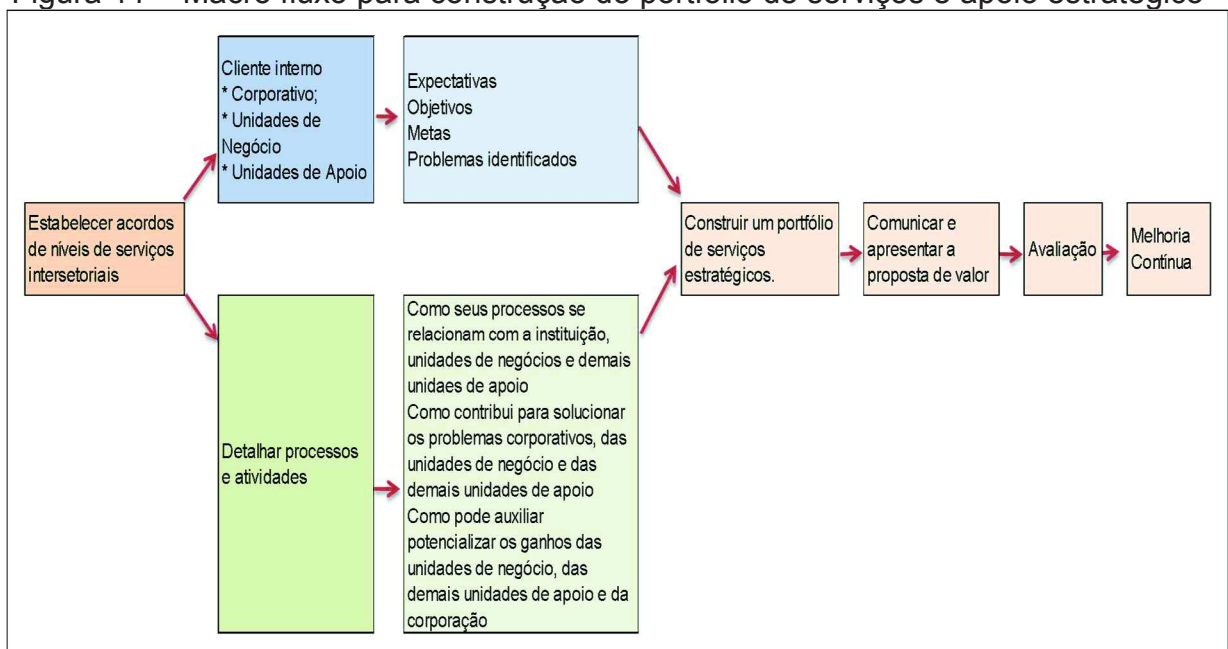 Figura 11 – Macro fluxo para construção de portfólio de serviços e apoio estratégico
Cliente interno
* Corporativo;
* Unidades de
Negócio
* Unidades de Apoio
Expectativas
Objetivos
Metas
Problemas identificados
Estabelecer acordos
de níveis de serviços
intersetoriais
Construir um portfólio
de serviços
estratégicos.
Comunicar e
apresentar a
proposta de valor
Avaliação
Melhoria
Contínua
Detalhar processos
e atividades
Como seus processos se
relacionam com a instituição,
unidades de negócios e demais
unidaes de apoio
Como contribui para solucionar
os problemas corporativos, das
unidades de negócio e das
demais unidades de apoio
Como pode auxiliar
potencializar os ganhos das
unidades de negócio, das
demais unidades de apoio e da
corporação